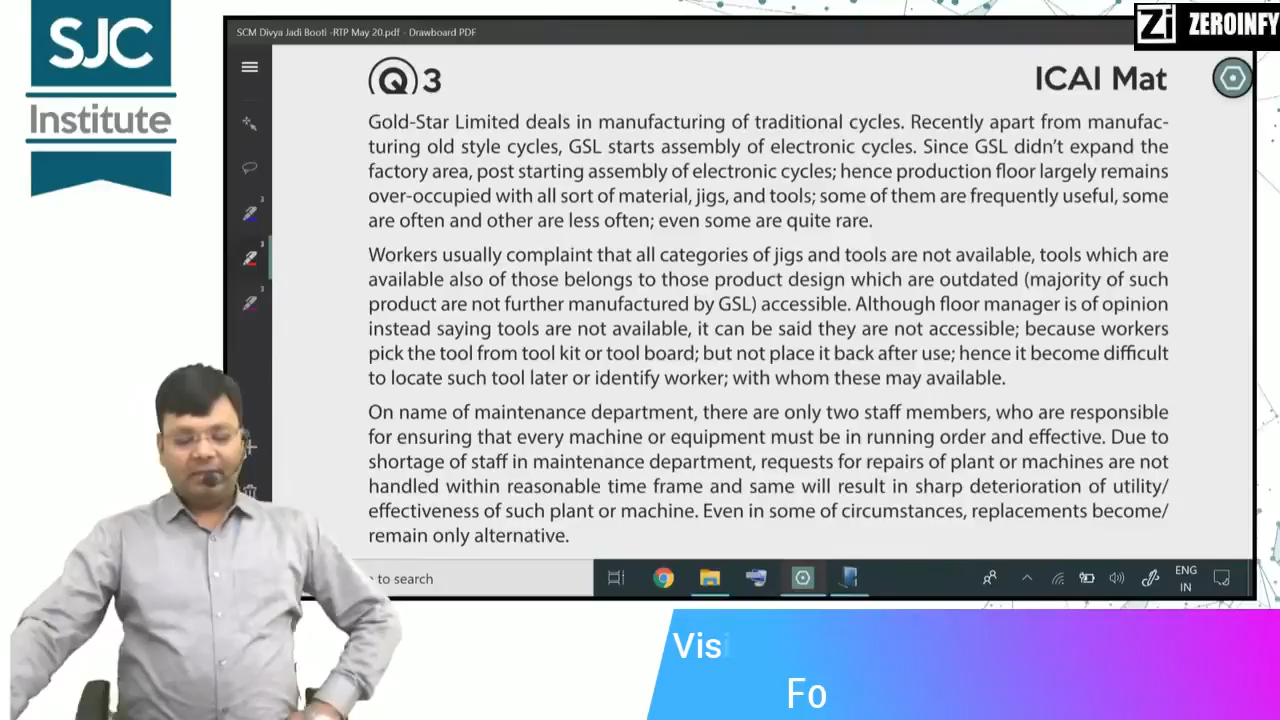 SJC
Institute
SCM Divya Jadi Booti -RTP May 20.pdf - Drawboard PDF
Zi ZEROINFY
Q 3
ICAI Mat
Gold-Star Limited deals in manufacturing of traditional cycles. Recently apart from manufac-
turing old style cycles, GSL starts assembly of electronic cycles. Since GSL didn't expand the
factory area, post starting assembly of electronic cycles; hence production floor largely remains
over-occupied with all sort of material, jigs, and tools; some of them are frequently useful, some
are often and other are less often; even some are quite rare.
Workers usually complaint that all categories of jigs and tools are not available, tools which are
available also of those belongs to those product design which are outdated (majority of such
product are not further manufactured by GSL) accessible. Although floor manager is of opinion
instead saying tools are not available, it can be said they are not accessible; because workers
pick the tool from tool kit or tool board; but not place it back after use; hence it become difficult
to locate such tool later or identify worker; with whom these may available.
On name of maintenance department, there are only two staff members, who are responsible
for ensuring that every machine or equipment must be in running order and effective. Due to
shortage of staff in maintenance department, requests for repairs of plant or machines are not
handled within reasonable time frame and same will result in sharp deterioration of utility/
effectiveness of such plant or machine. Even in some of circumstances, replacements become/
remain only alternative.
3
3
3
to search
ENG
IN
Visi
Fo